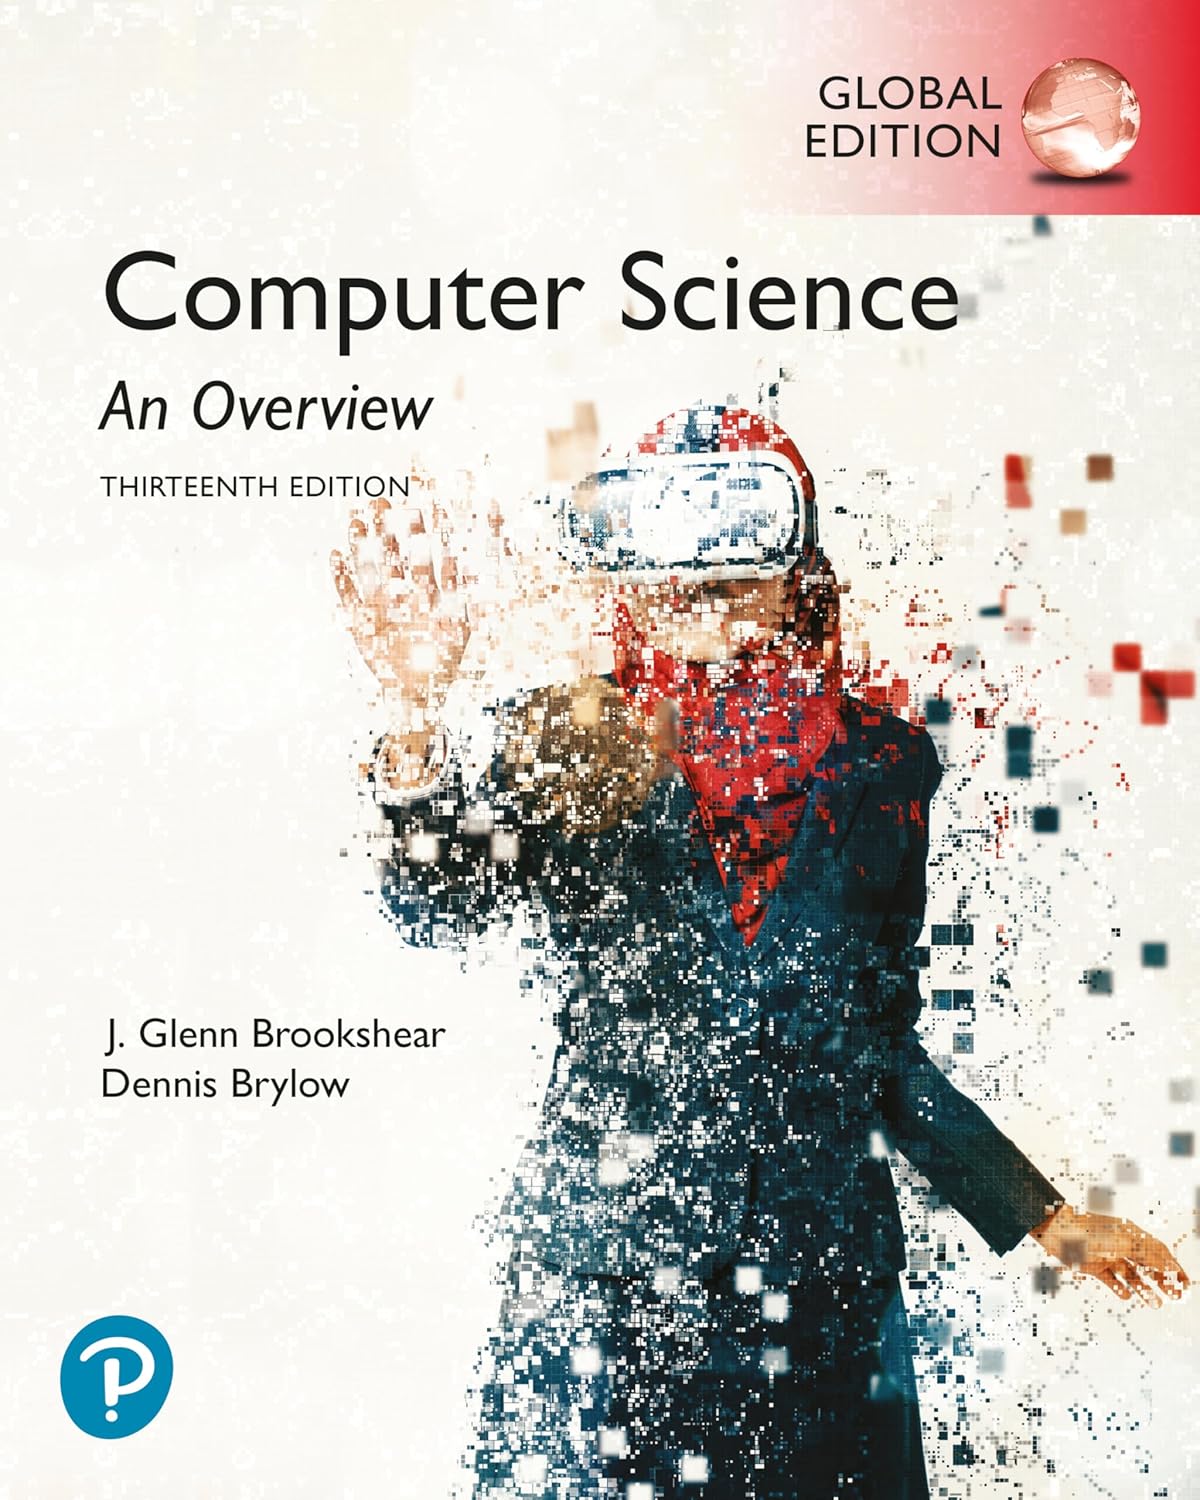 GLOBAL
EDITION
Computer Science
An Overview
THIRTEENTH EDITION
J. Glenn Brookshear
Dennis Brylow
P